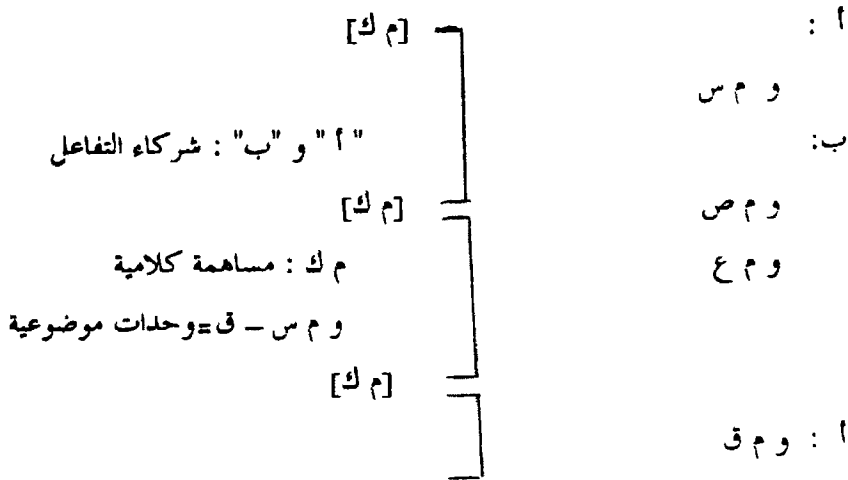 أ :
[م ك]
و م س
ب:
"أ" و "ب" : شركاء التفاعل
و م ص
[م ك]
و م ع
م ك : مساهمة كلامية
و م س – ق=وحدات موضوعية
[م ك]
أ : و م ق